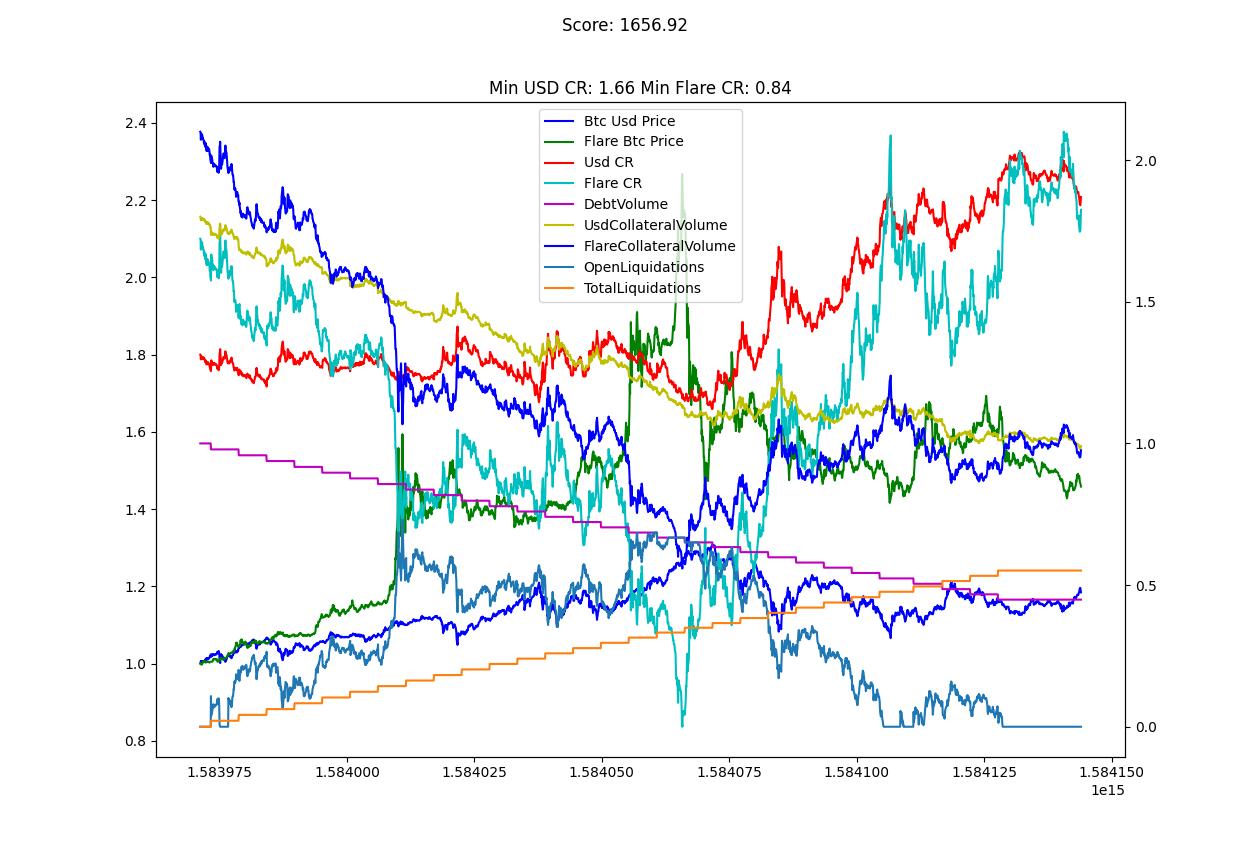 Score: 1656.92
Min USD CR: 1.66 Min Flare CR: 0.84
Btc Usd Price
Flare Btc Price
Usd CR
Flare CR
DebtVolume
UsdCollateralVolume
FlareCollateralVolume
OpenLiquidations
TotalLiquidations
2.4
2.2
2.0
1.8
1.6
1.4
1.2
1.0
0.8
2.0
1.5
1.0
0.5
0.0
1.583975 1.584000 1.584025 1.584050 1.584075 1.584100 1.584125 1.584150
1e15